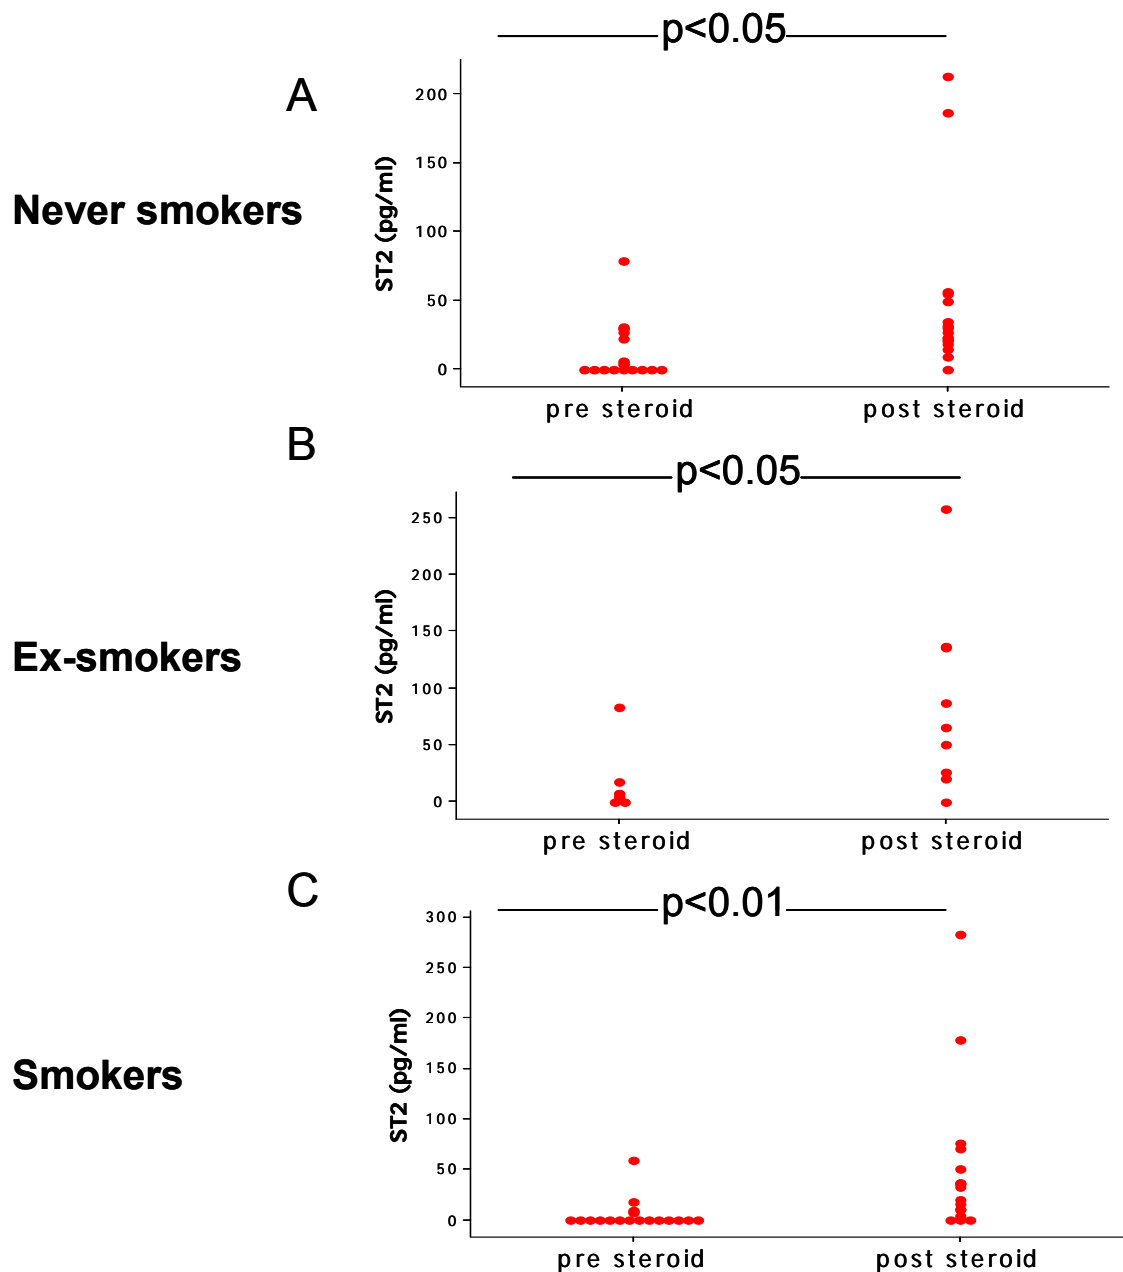 p<0.05
A
200
150
100
50
0
ST2 (pg/ml)
Never smokers
pre steroid
post steroid
B
p<0.05
250
200
150
100
50
0
ST2 (pg/ml)
Ex-smokers
pre steroid
post steroid
C
p<0.01
300
250
200
150
100
50
0
ST2 (pg/ml)
Smokers
pre steroid
post steroid